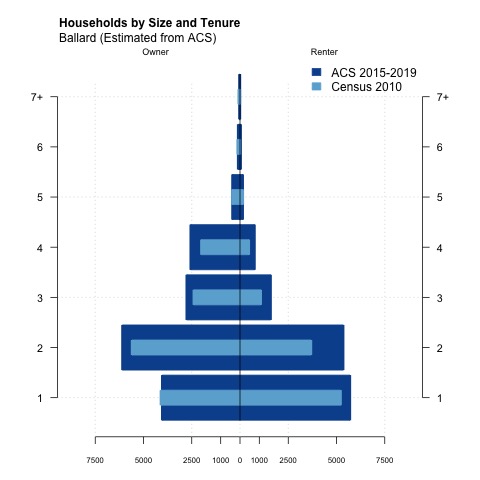 Households by Size and Tenure
Ballard (Estimated from ACS)
Owner
Renter
ACS 2015-2019
Census 2010
7+ 7+
6 6
5 5
4 4
3 3
2 2
1 1
7500 5000 2500 1000 0 1000 2500 5000 7500